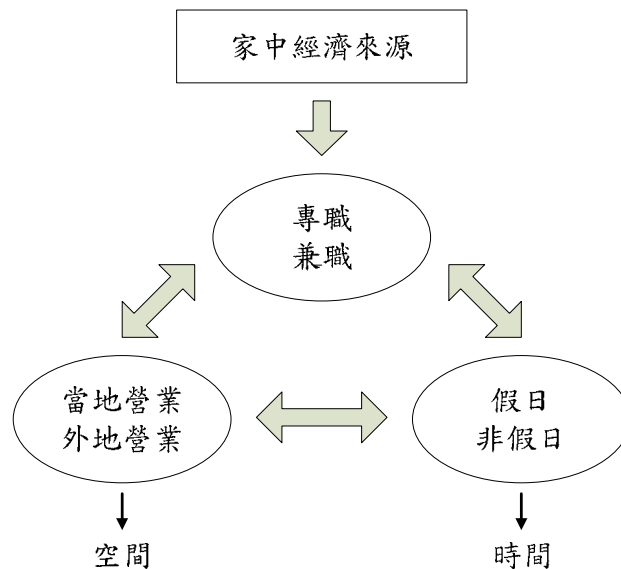 家中經濟來源
專職
兼職
當地營業
外地營業
假日
非假日
空間
時間